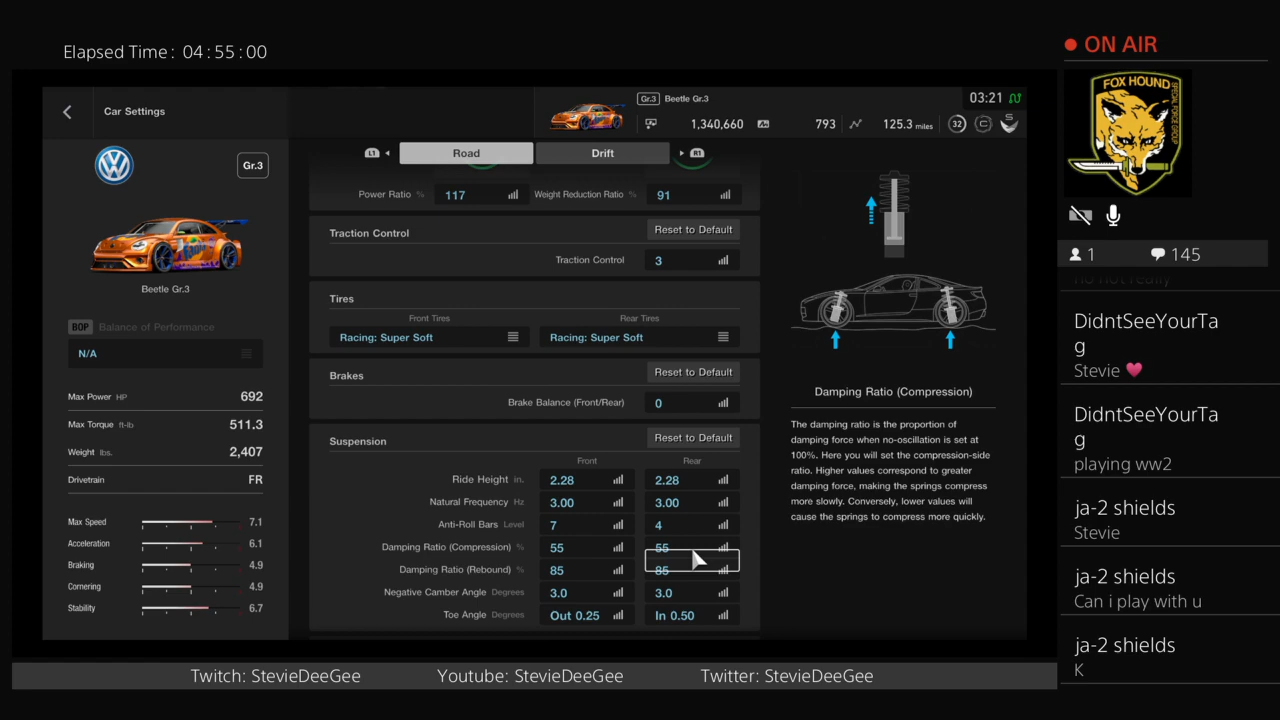 Elapsed Time: 04:55:00
ON AIR
FOX HOUND
SPECIAL FORCE GROUP
Car Settings
Gr.3 Beetle Gr.3
03:21
1,340,660 793 125.3 miles 32 C S
Gr.3
L1 Road Drift R1
Power Ratio % 117 Weight Reduction Ratio % 91
Traction Control Reset to Default
Traction Control 3
Beetle Gr.3
BOP Balance of Performance
N/A
Tires
Front Tires Rear Tires
Racing: Super Soft Racing: Super Soft
Brakes Reset to Default
Brake Balance (Front/Rear) 0
Max Power HP 692
Max Torque ft-lb 511.3
Weight lbs. 2,407
Drivetrain FR
Max Speed 7.1
Acceleration 6.1
Braking 4.9
Cornering 4.9
Stability 6.7
Suspension Reset to Default
Front Rear
Ride Height in. 2.28 2.28
Natural Frequency Hz 3.00 3.00
Anti-Roll Bars Level 7 4
Damping Ratio (Compression) % 55 55
Damping Ratio (Rebound) % 85 85
Negative Camber Angle Degrees 3.0 3.0
Toe Angle Degrees Out 0.25 In 0.50
Damping Ratio (Compression)
The damping ratio is the proportion of
damping force when no-oscillation is set at
100%. Here you will set the compression-side
ratio. Higher values correspond to greater
damping force, making the springs compress
more slowly. Conversely, lower values will
cause the springs to compress more quickly.
1 145
no not really
DidntSeeYourTa
g
Stevie ♥
DidntSeeYourTa
g
playing ww2
ja-2 shields
Stevie
ja-2 shields
Can i play with u
ja-2 shields
K
Twitch: StevieDeeGee Youtube: StevieDeeGee Twitter: StevieDeeGee